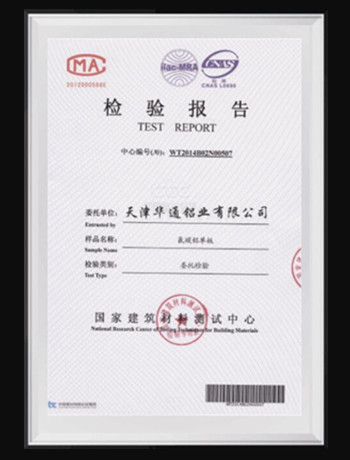 MA
ilac-MRA
CNAS
检验报告
TEST REPORT
中心编号(№): WT2014B02N00507
委托单位: 天津华通铝业有限公司
Entrusted by
样品名称: 氟碳铝单板
Sample Name
检验类别: 委托检验
Test Type
国家建筑材料测试中心
National Research Center of Testing Techniques for Building Materials